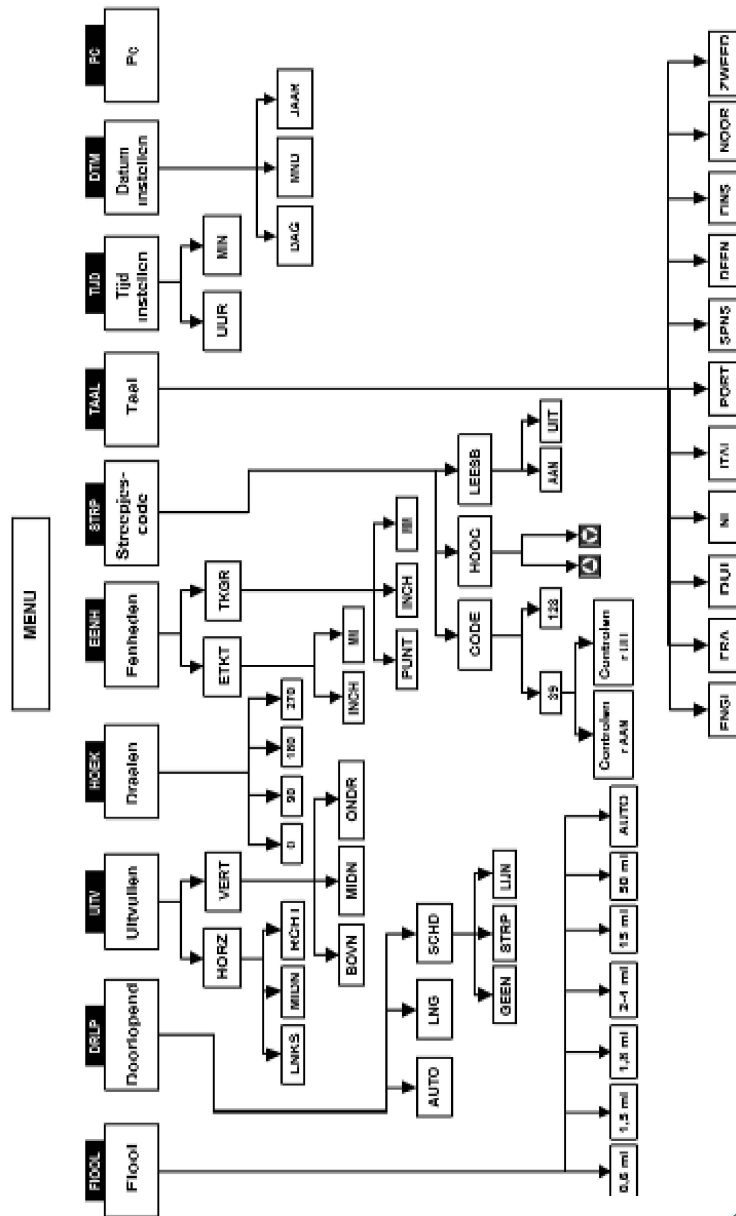 MENU
FIOOL
DRLP
UITV
HOEK
EENH
STRP
TAAL
TIJD
DTM
PC
Fiool
Doorlopend
Uitvullen
Draaien
Eenheden
Streepjes-
code
Taal
Tijd
instellen
Datum
instellen
Pc
HORZ
VERT
ETKT
TKGR
UUR
MIN
LNKS
MIDN
RCHT
0
90
180
270
DAG
MND
JAAR
BOVN
MIDN
ONDR
INCH
MM
PUNT
INCH
MM
AUTO
LNG
SCHD
CODE
HOOG
LEESB
GEEN
STRP
LIJN
39
123
AAN
UIT
Controlen
r AAN
Controlen
r UIT
0,6 ml
1,5 ml
1,8 ml
2-4 ml
15 ml
50 ml
AUTO
ENGL
FRA
DUI
NL
ITAL
PORT
SPNS
DEEN
FINS
NOOR
ZWEED